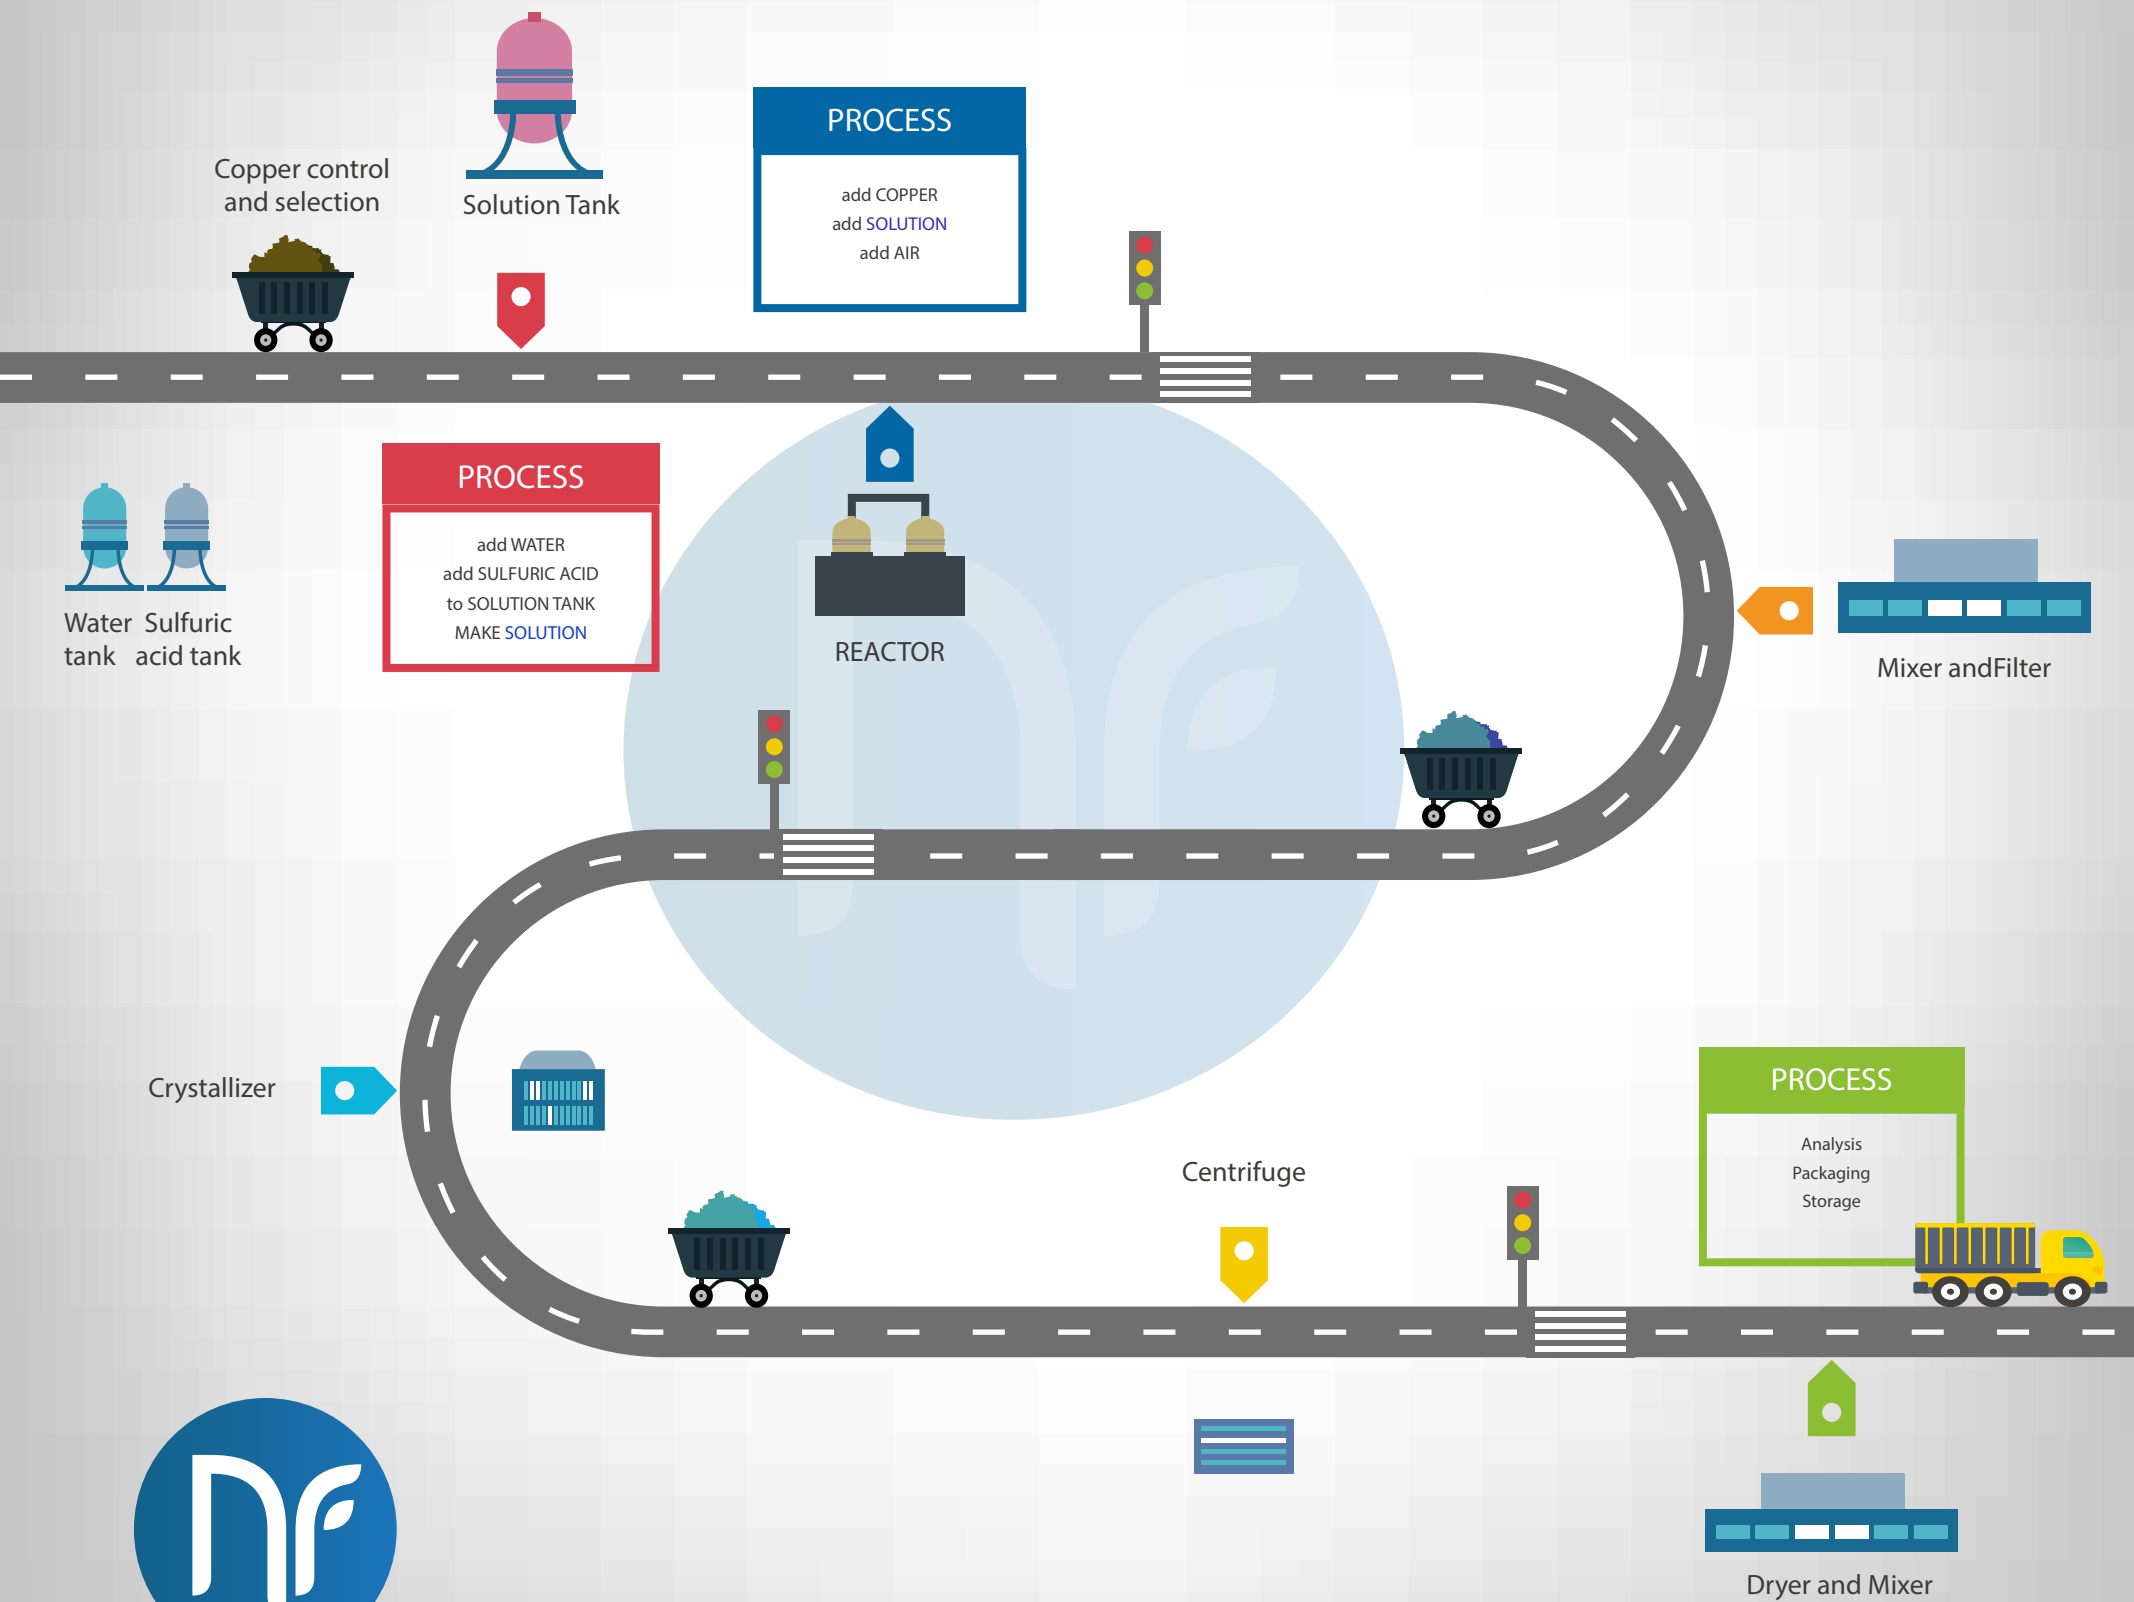 Copper control
and selection
Solution Tank
PROCESS
add COPPER
add SOLUTION
add AIR
PROCESS
add WATER
add SULFURIC ACID
to SOLUTION TANK
MAKE SOLUTION
Water Sulfuric
tank acid tank
REACTOR
Mixer andFilter
Crystallizer
Centrifuge
PROCESS
Analysis
Packaging
Storage
Dryer and Mixer